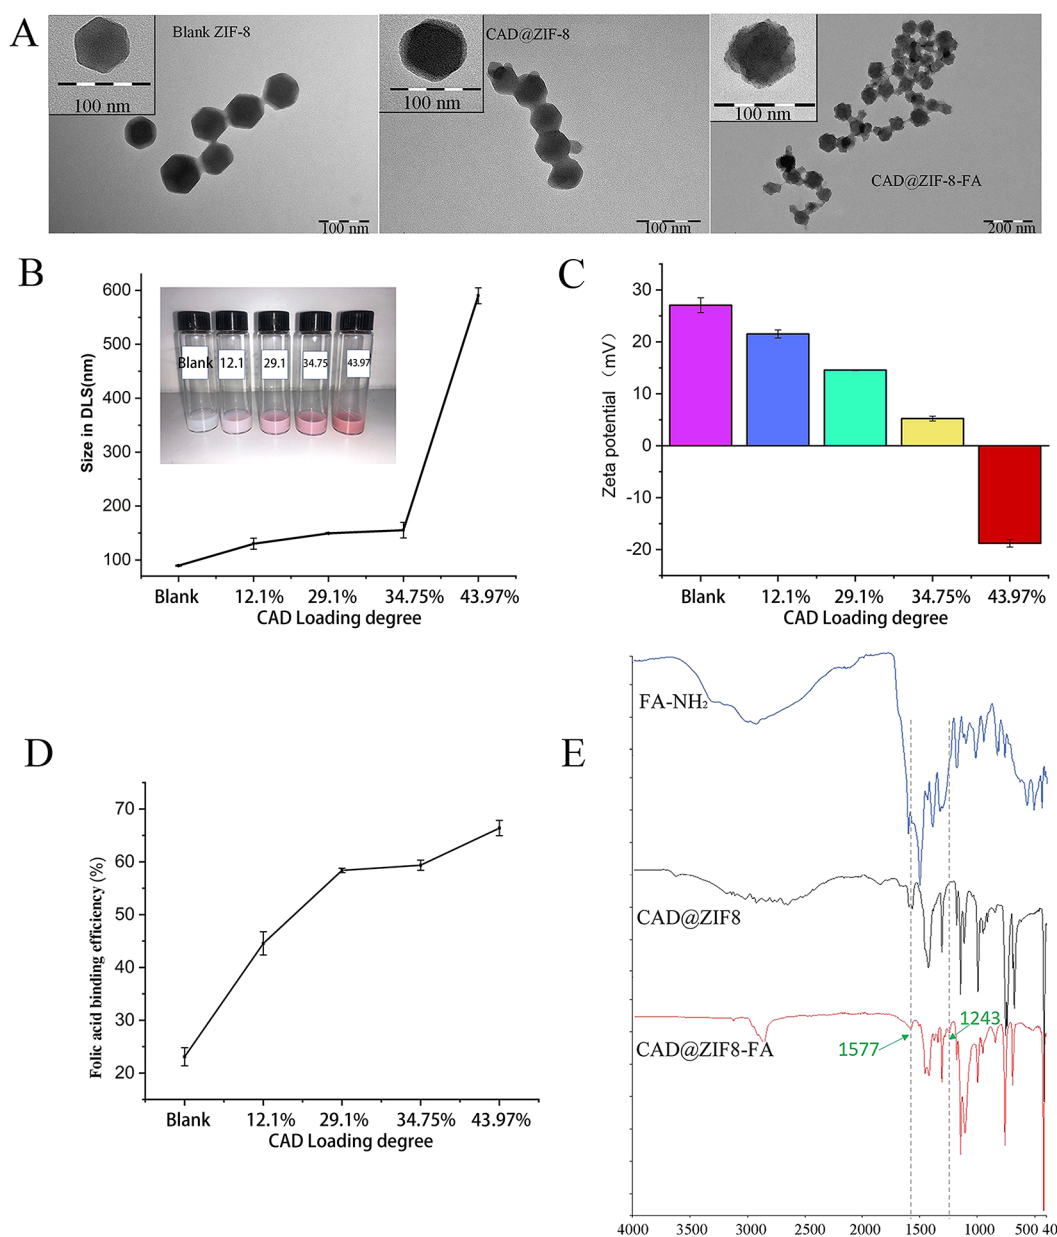 A
Blank ZIF-8
100 nm
100 nm
CAD@ZIF-8
100 nm
100 nm
100 nm
CAD@ZIF-8-FA
200 nm
B
600
500
400
300
200
100
Size in DLS(nm)
Blank
12.1
29.1
34.75
43.97
Blank 12.1% 29.1% 34.75% 43.97%
CAD Loading degree
C
30
20
10
0
-10
-20
Zeta potential （mV）
Blank 12.1% 29.1% 34.75% 43.97%
CAD Loading degree
D
70
60
50
40
30
20
Folic acid binding efficiency (%)
Blank 12.1% 29.1% 34.75% 43.97%
CAD Loading degree
E
FA-NH₂
CAD@ZIF8
CAD@ZIF8-FA
1577
1243
4000 3500 3000 2500 2000 1500 1000 500 40